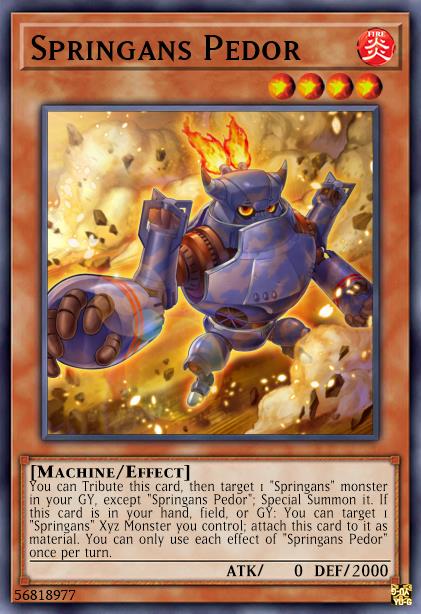 SPRINGANS PEDOR
FIRE
炎
[MACHINE/EFFECT]
You can Tribute this card, then target 1 "Springans" monster
in your GY, except "Springans Pedor"; Special Summon it. If
this card is in your hand, field, or GY: You can target 1
"Springans" Xyz Monster you control; attach this card to it as
material. You can only use each effect of "Springans Pedor"
once per turn.
ATK/ 0 DEF/2000
56818977